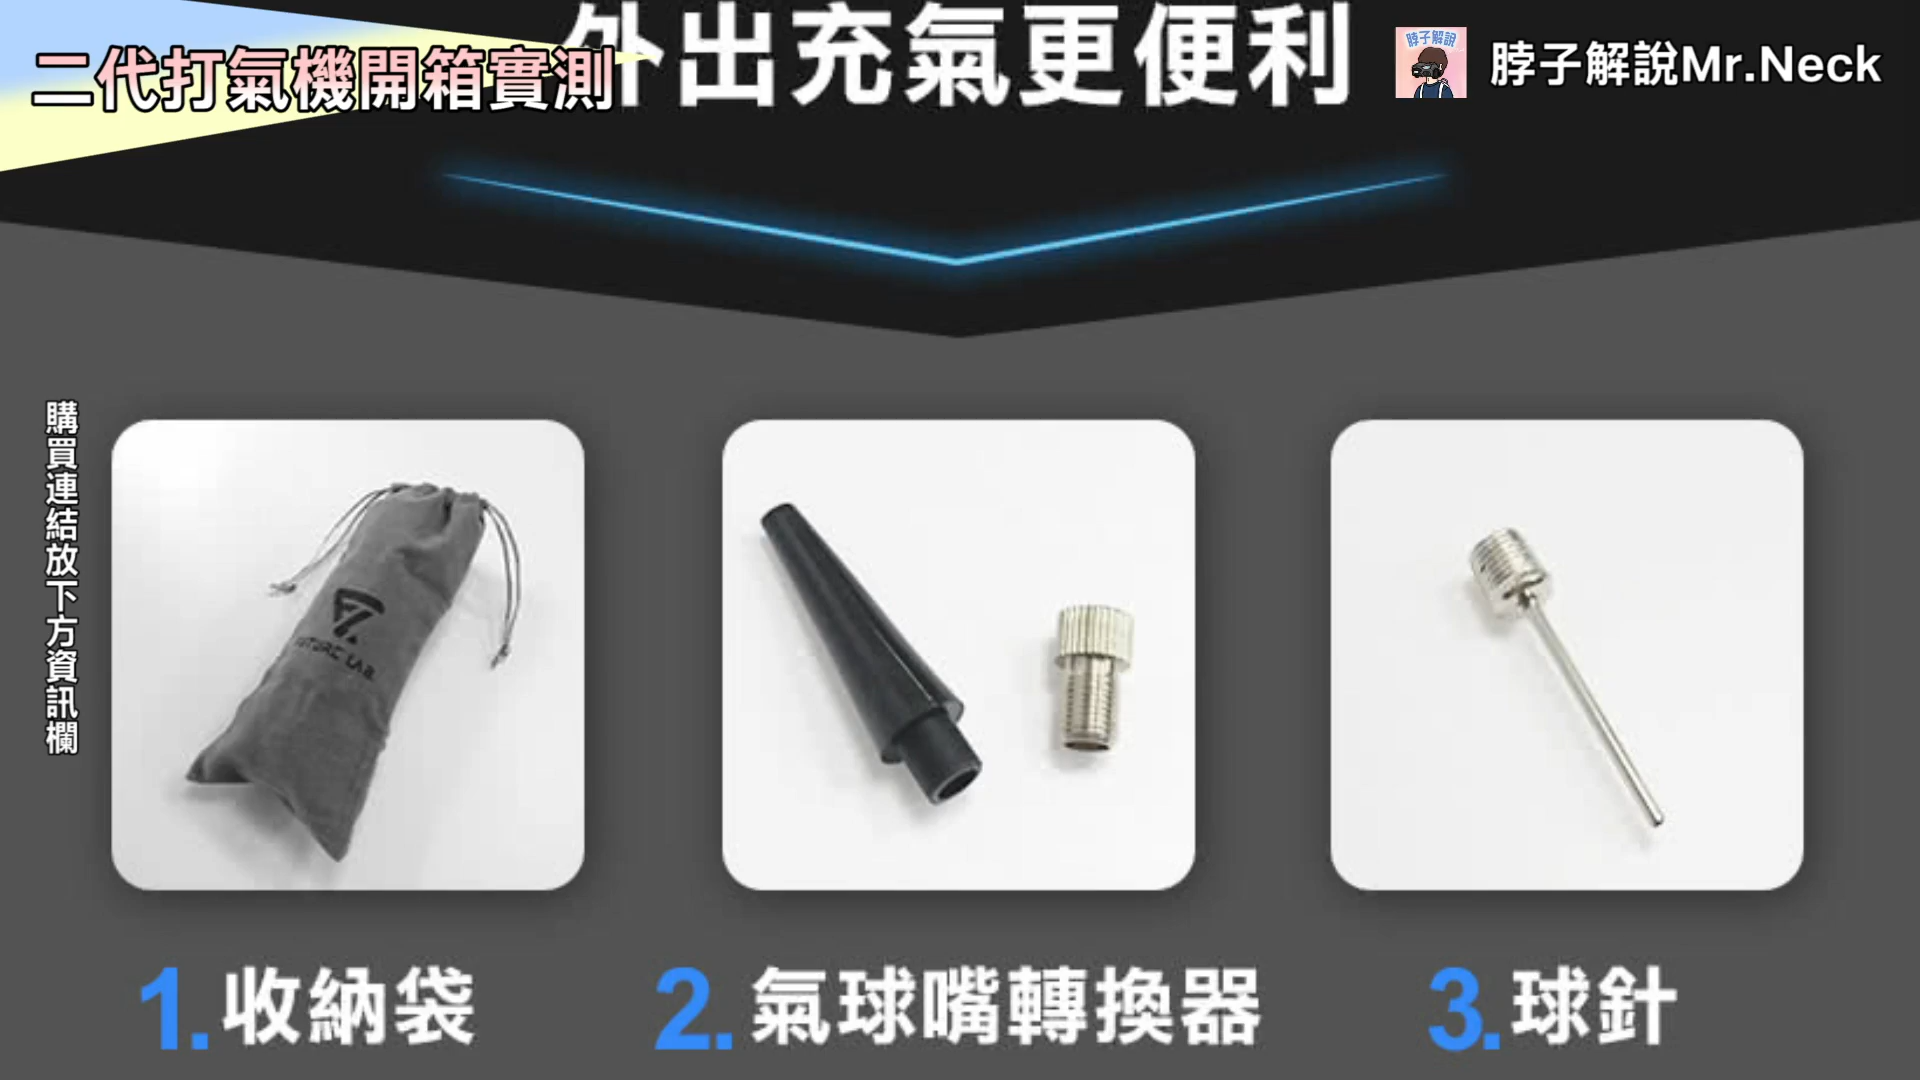 外出充氣更便利
二代打氣機開箱實測
脖子解說
脖子解說Mr.Neck
購買連結放下方資訊欄
FUTURE LAB.
1.收納袋
2.氣球嘴轉換器
3.球針